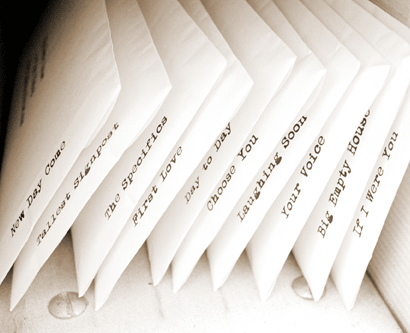 New Day Come
Tallest Signpost
The Specifics
First Love
Day to Day
Choose You
Laughing Soon
Your Voice
Big Empty House
If I Were You